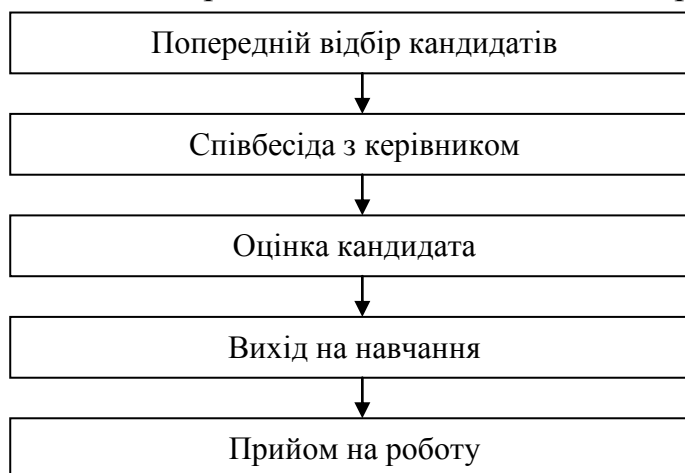 Попередній відбір кандидатів
Співбесіда з керівником
Оцінка кандидата
Вихід на навчання
Прийом на роботу